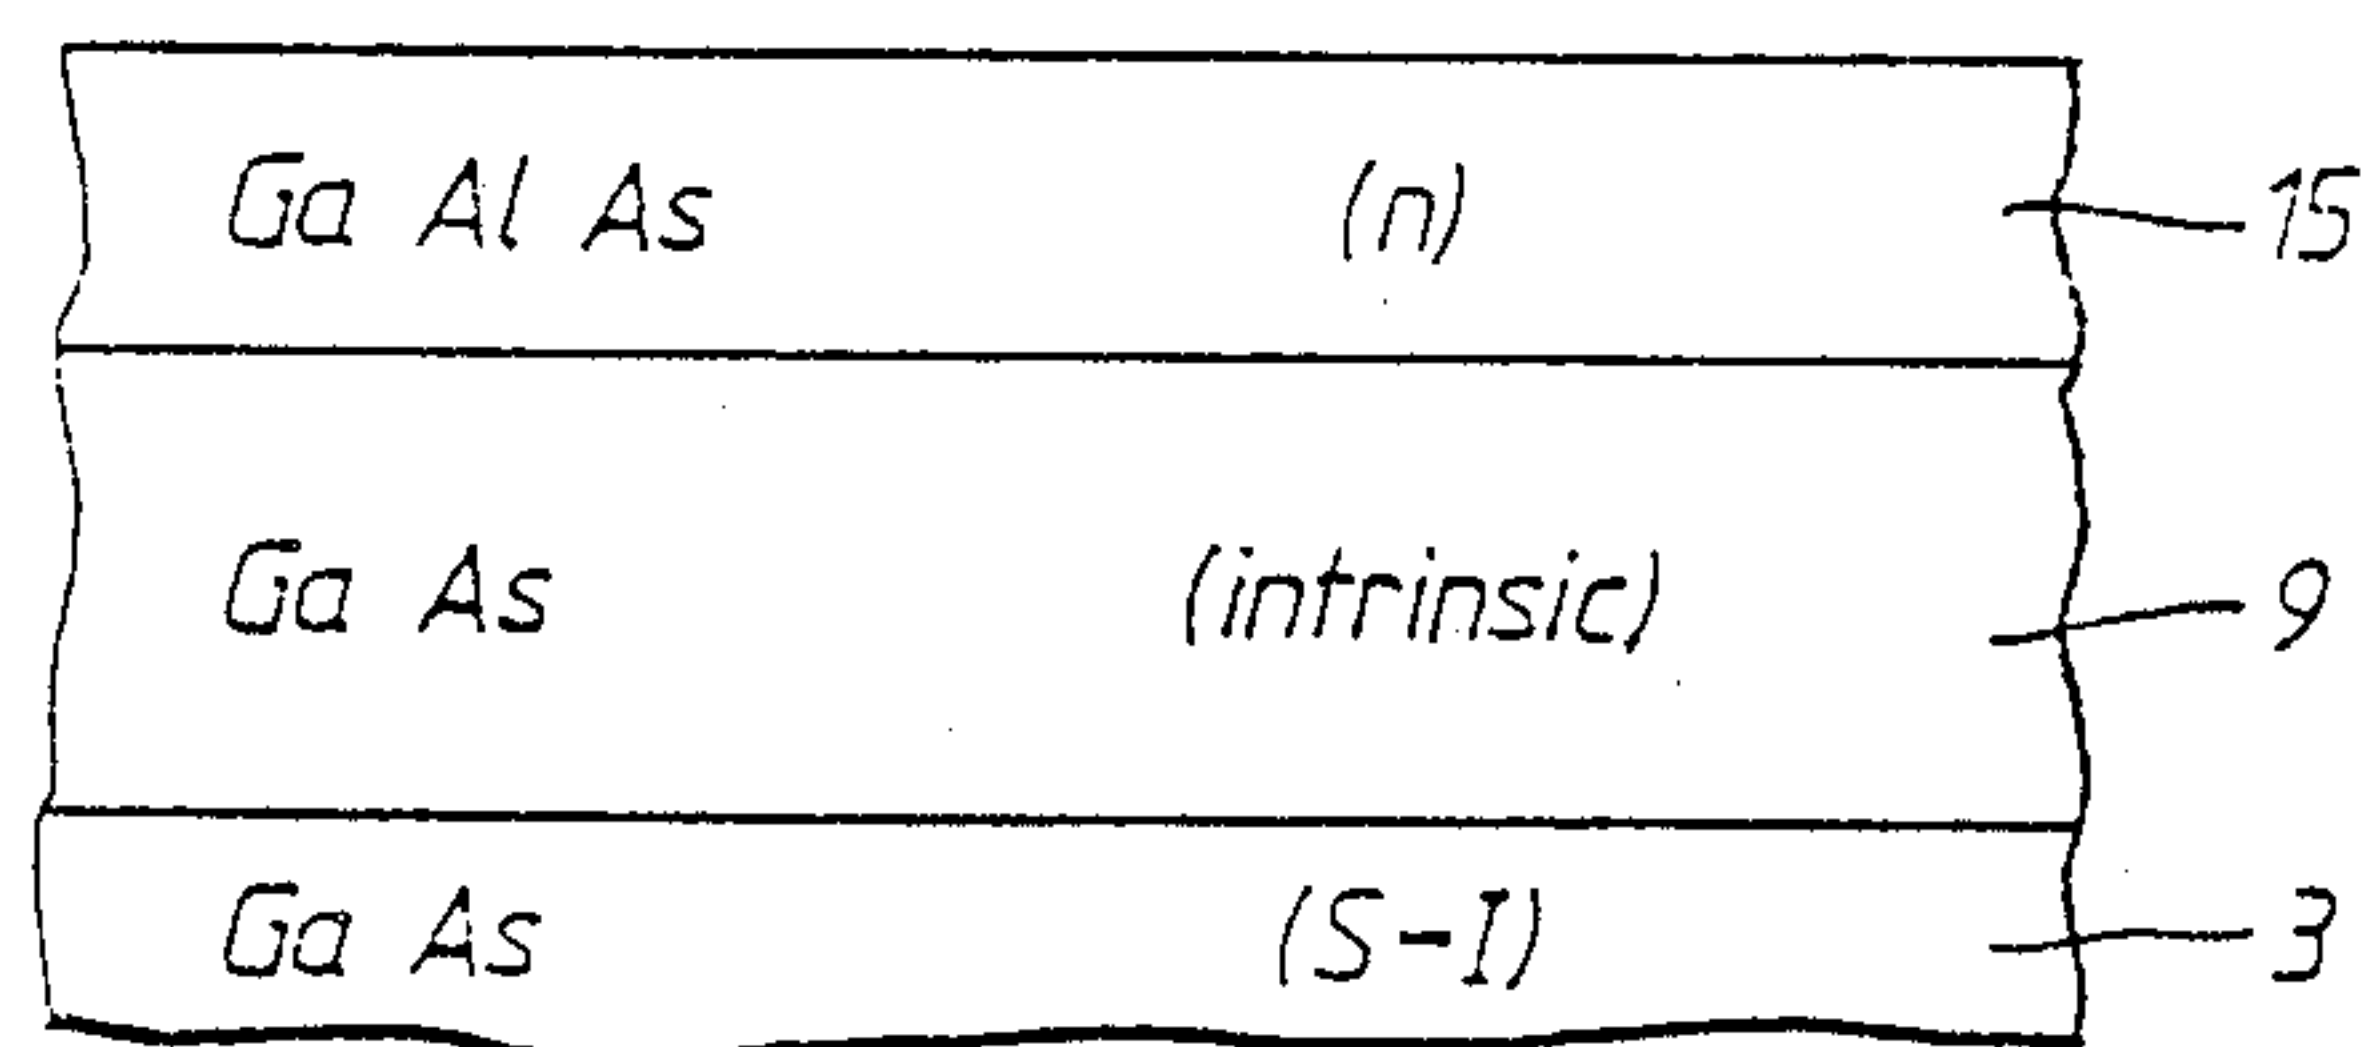 Ga Al As (n) 15
Ga As (intrinsic) 9
Ga As (S-I) 3